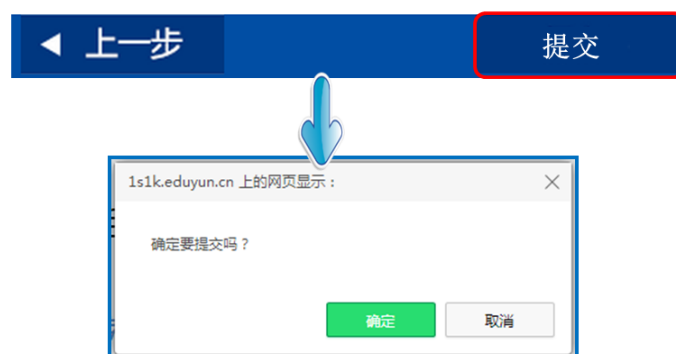 ◀ 上一步
提交
1s1k.eduyun.cn 上的网页显示：
确定要提交吗？
确定
取消